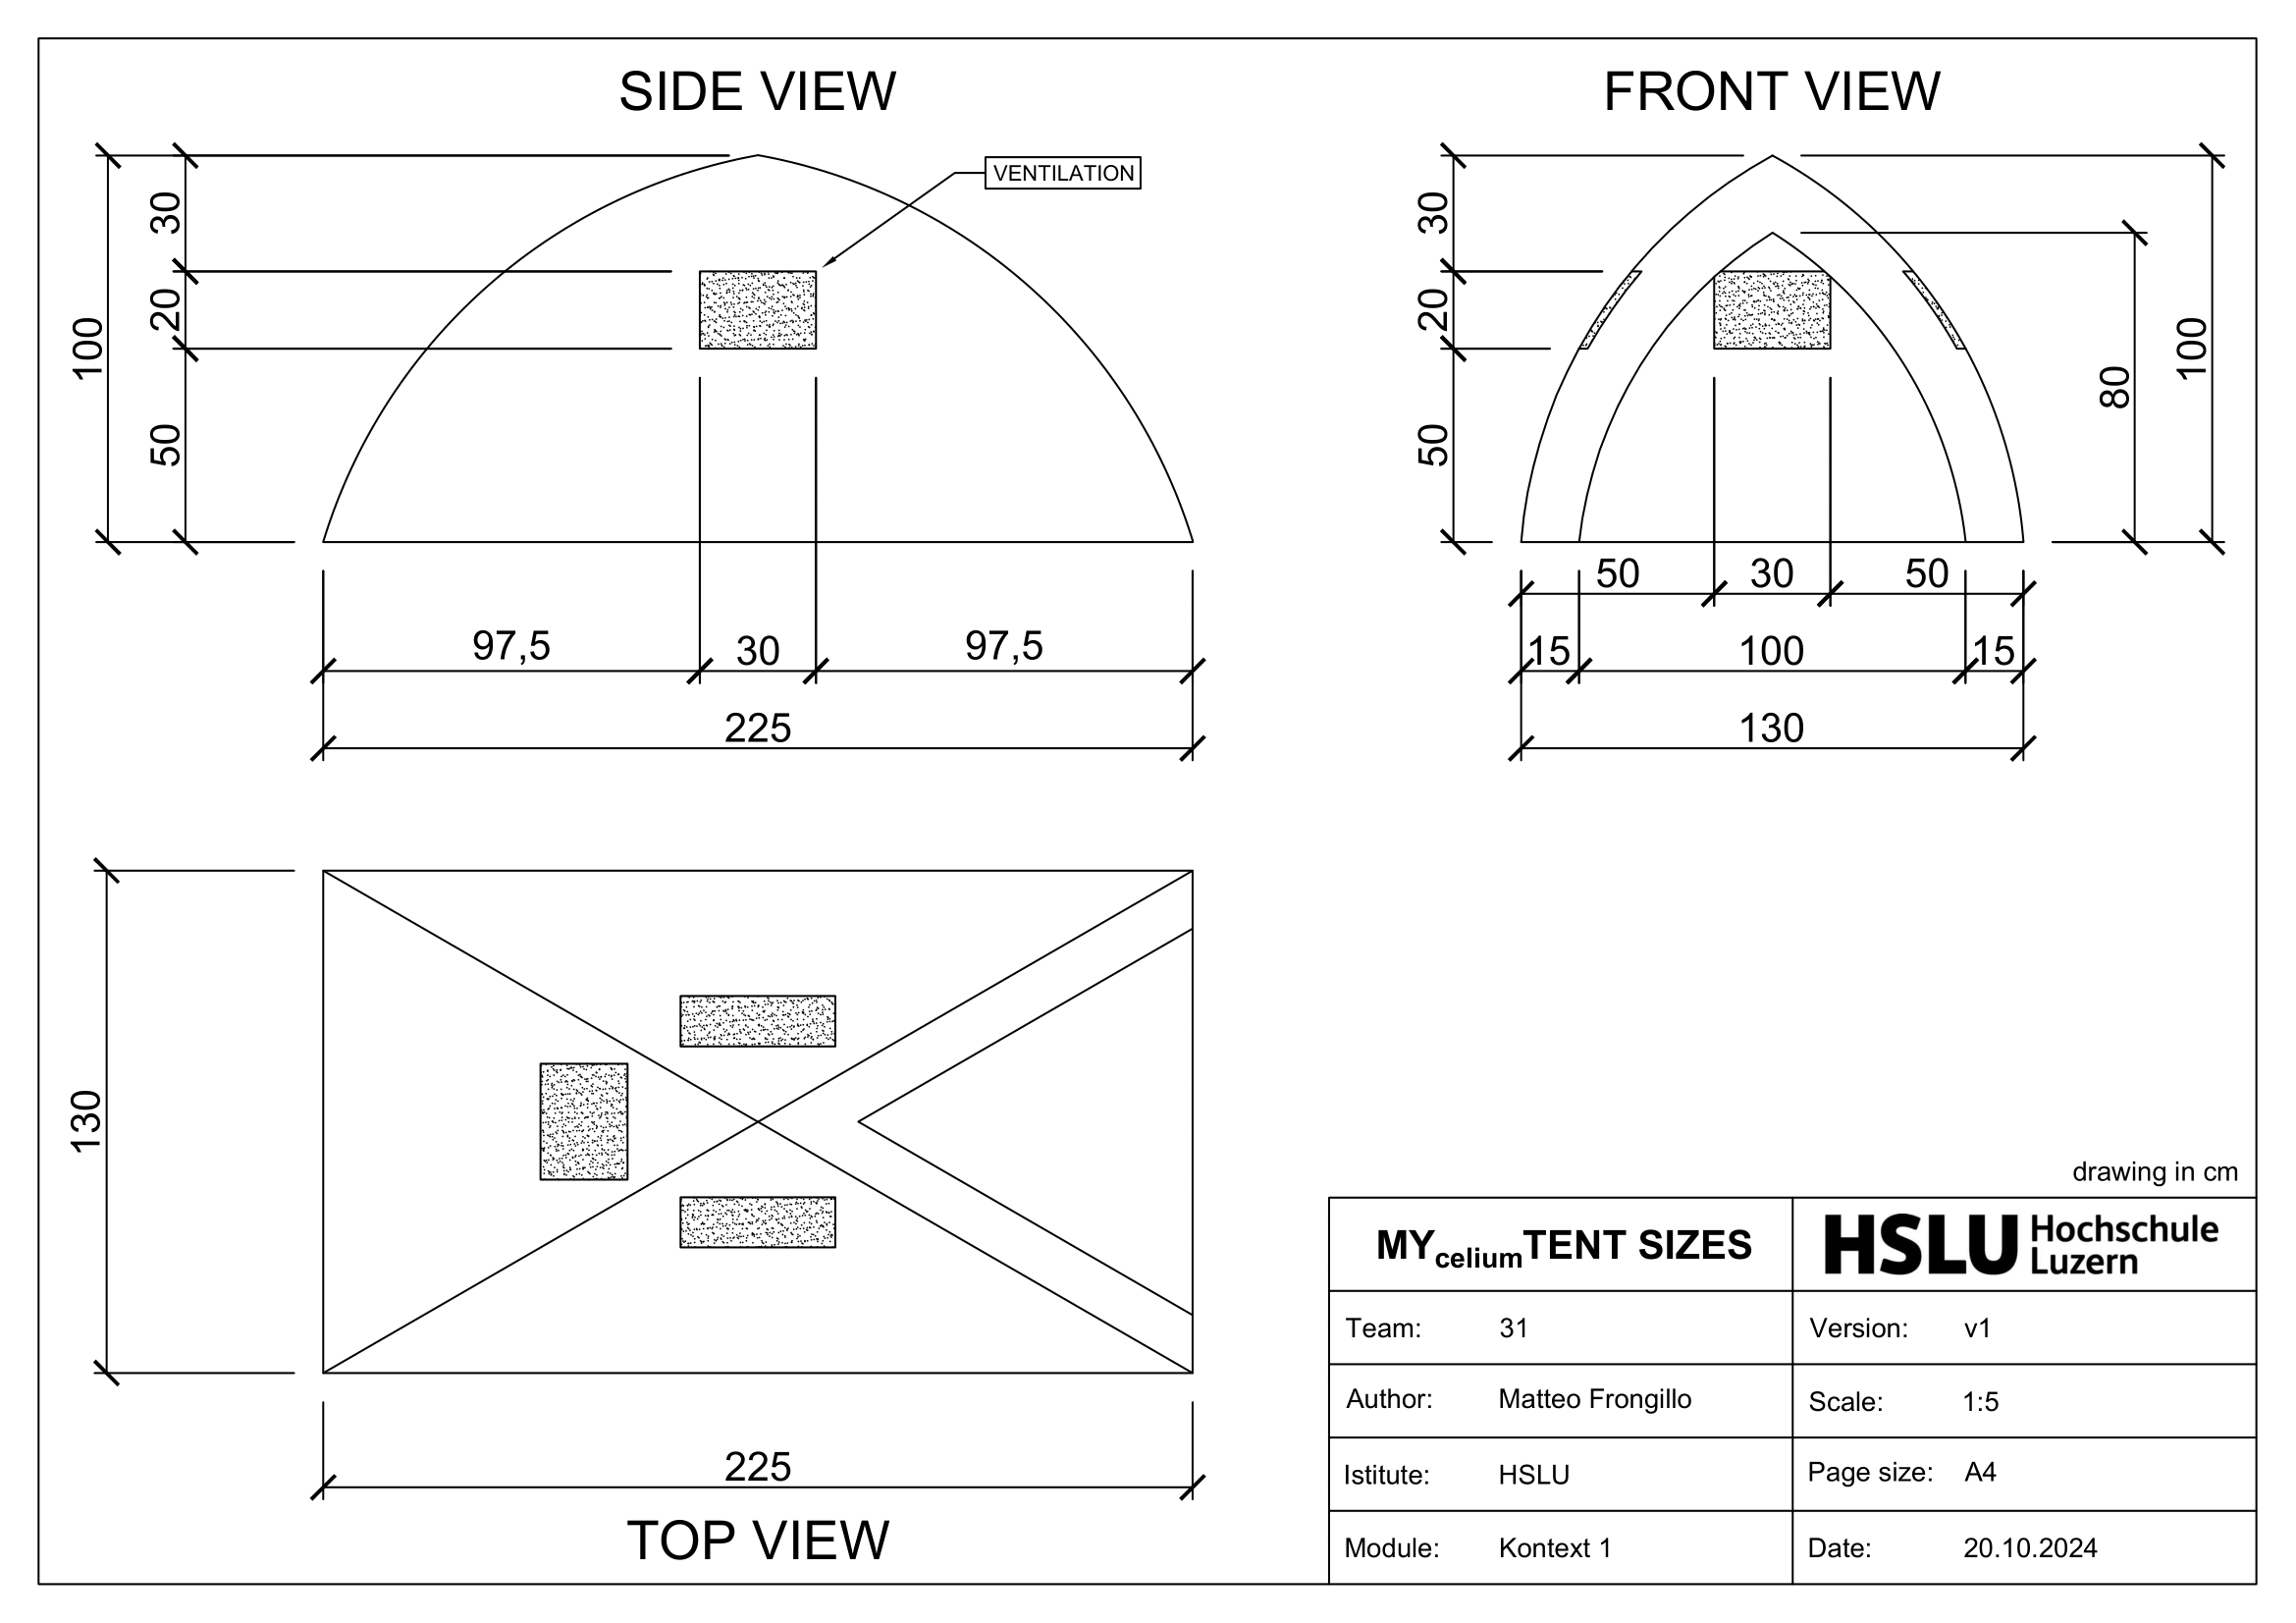 SIDE VIEW
FRONT VIEW
VENTILATION
30
20
50
100
97,5
30
97,5
225
30
20
50
80
100
50
30
50
15
100
15
130
130
225
TOP VIEW
drawing in cm
MYceliumTENT SIZES
HSLU Hochschule
Luzern
Team: 31
Version: v1
Author: Matteo Frongillo
Scale: 1:5
Istitute: HSLU
Page size: A4
Module: Kontext 1
Date: 20.10.2024